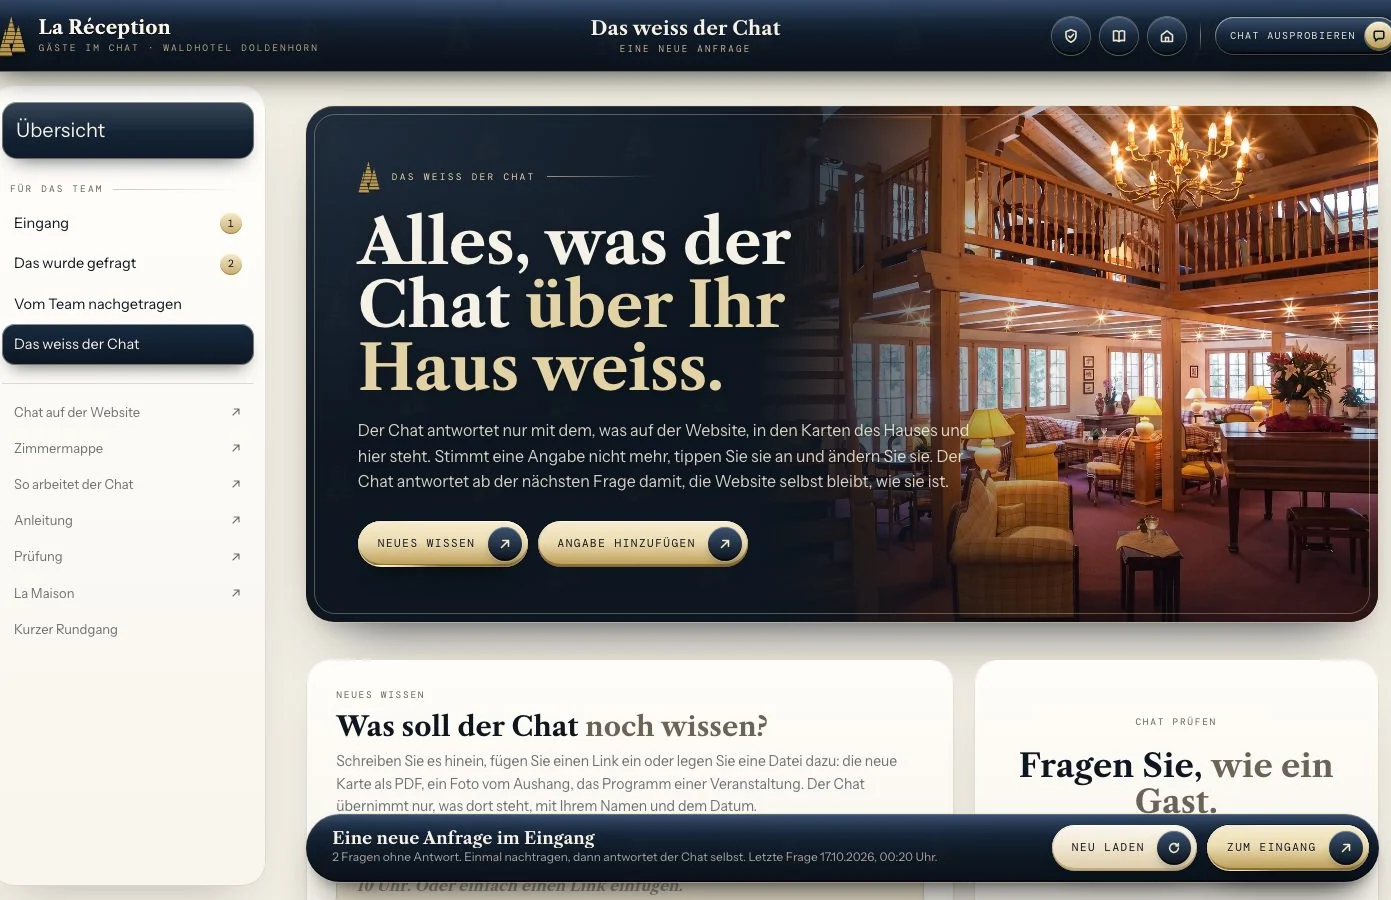 La Réception
GÄSTE IM CHAT · WALDHOTEL DOLDENHORN
Das weiss der Chat
EINE NEUE ANFRAGE
CHAT AUSPROBIEREN
Übersicht
FÜR DAS TEAM
Eingang 1
Das wurde gefragt 2
Vom Team nachgetragen
Das weiss der Chat
Chat auf der Website
Zimmermappe
So arbeitet der Chat
Anleitung
Prüfung
La Maison
Kurzer Rundgang
DAS WEISS DER CHAT
Alles, was der
Chat über Ihr
Haus weiss.
Der Chat antwortet nur mit dem, was auf der Website, in den Karten des Hauses und
hier steht. Stimmt eine Angabe nicht mehr, tippen Sie sie an und ändern Sie sie. Der
Chat antwortet ab der nächsten Frage damit, die Website selbst bleibt, wie sie ist.
NEUES WISSEN
ANGABE HINZUFÜGEN
NEUES WISSEN
Was soll der Chat noch wissen?
Schreiben Sie es hinein, fügen Sie einen Link ein oder legen Sie eine Datei dazu: die neue
Karte als PDF, ein Foto vom Aushang, das Programm einer Veranstaltung. Der Chat
übernimmt nur, was dort steht, mit Ihrem Namen und dem Datum.
CHAT PRÜFEN
Fragen Sie, wie ein
Gast.
Eine neue Anfrage im Eingang
2 Fragen ohne Antwort. Einmal nachtragen, dann antwortet der Chat selbst. Letzte Frage 17.10.2026, 00:20 Uhr.
NEU LADEN
ZUM EINGANG
10 Uhr. Oder einfach einen Link einfügen.